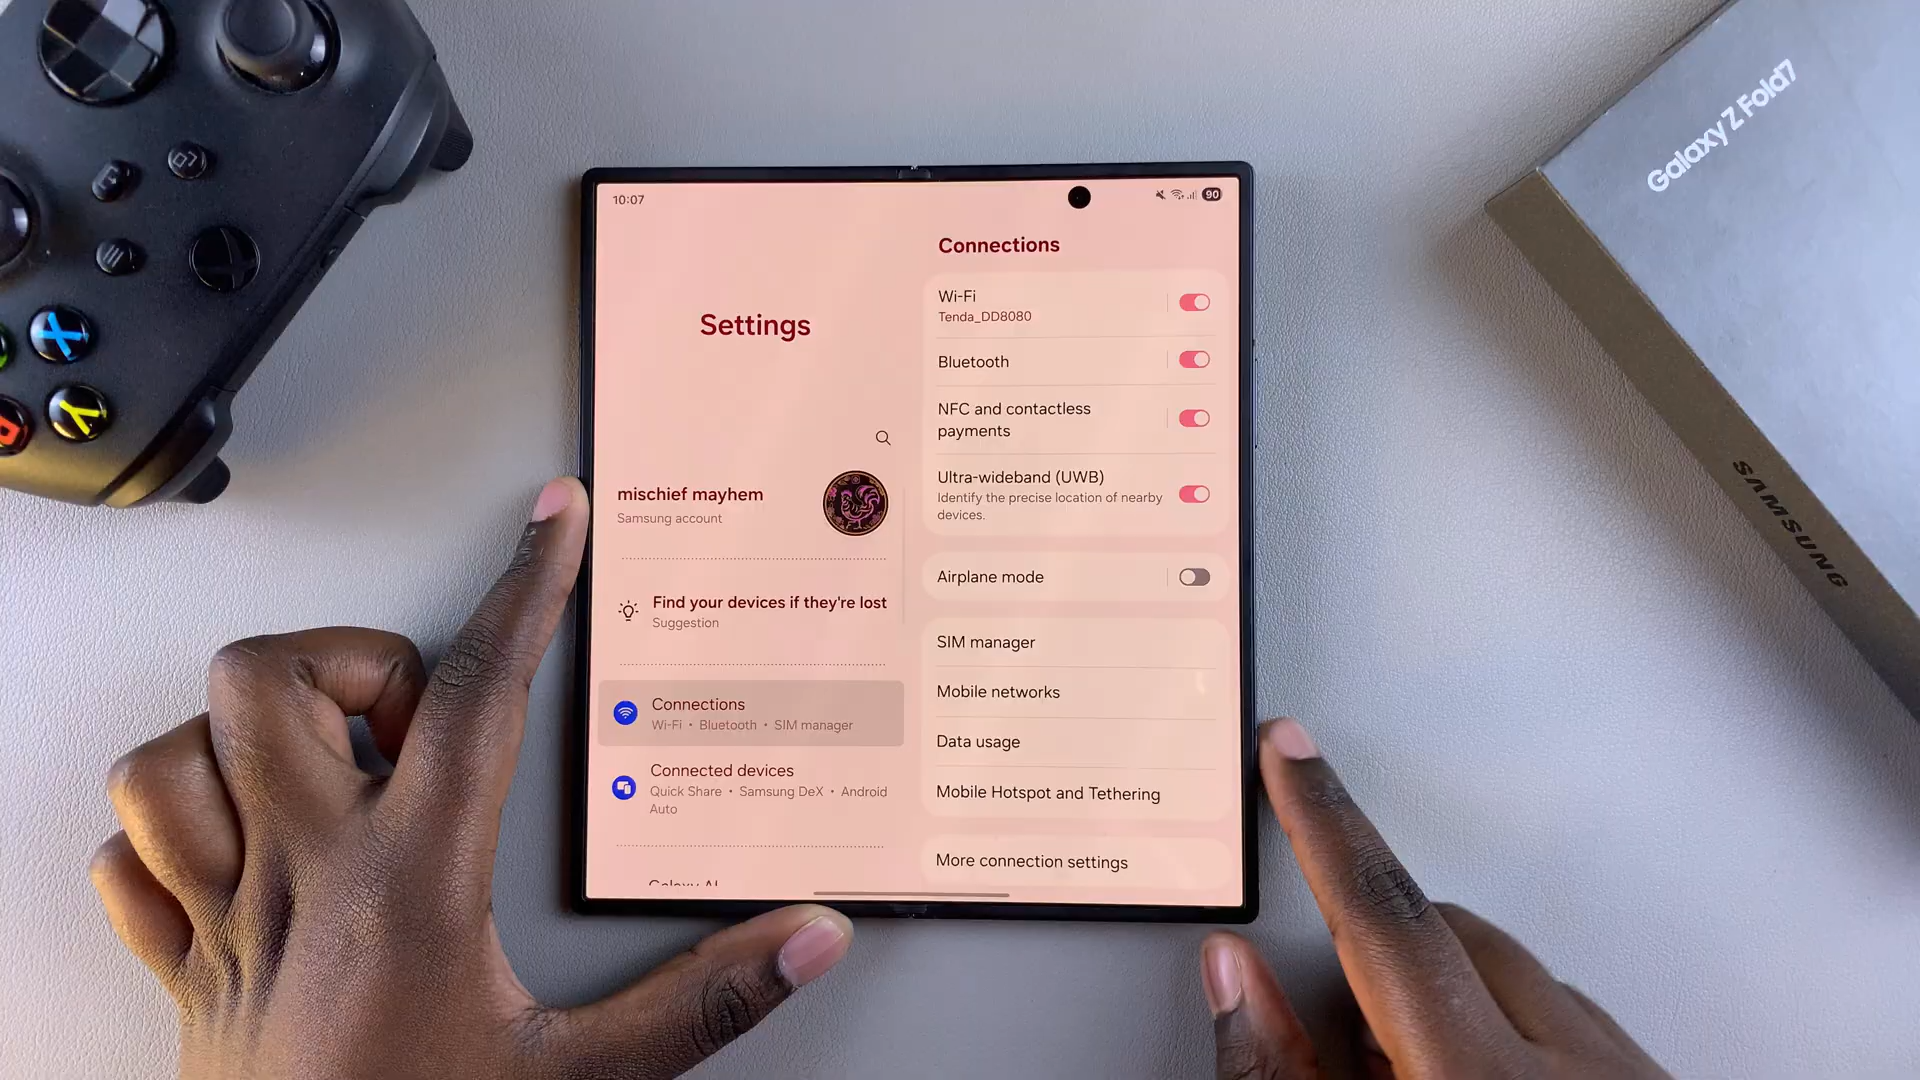 10:07
90
Settings
mischief mayhem
Samsung account
Find your devices if they're lost
Suggestion
Connections
Wi-Fi • Bluetooth • SIM manager
Connected devices
Quick Share • Samsung DeX • Android
Auto
Galaxy AI
Connections
Wi-Fi
Tenda_DD8080
Bluetooth
NFC and contactless
payments
Ultra-wideband (UWB)
Identify the precise location of nearby
devices.
Airplane mode
SIM manager
Mobile networks
Data usage
Mobile Hotspot and Tethering
More connection settings
Galaxy Z Fold7
SAMSUNG
X
Y
B